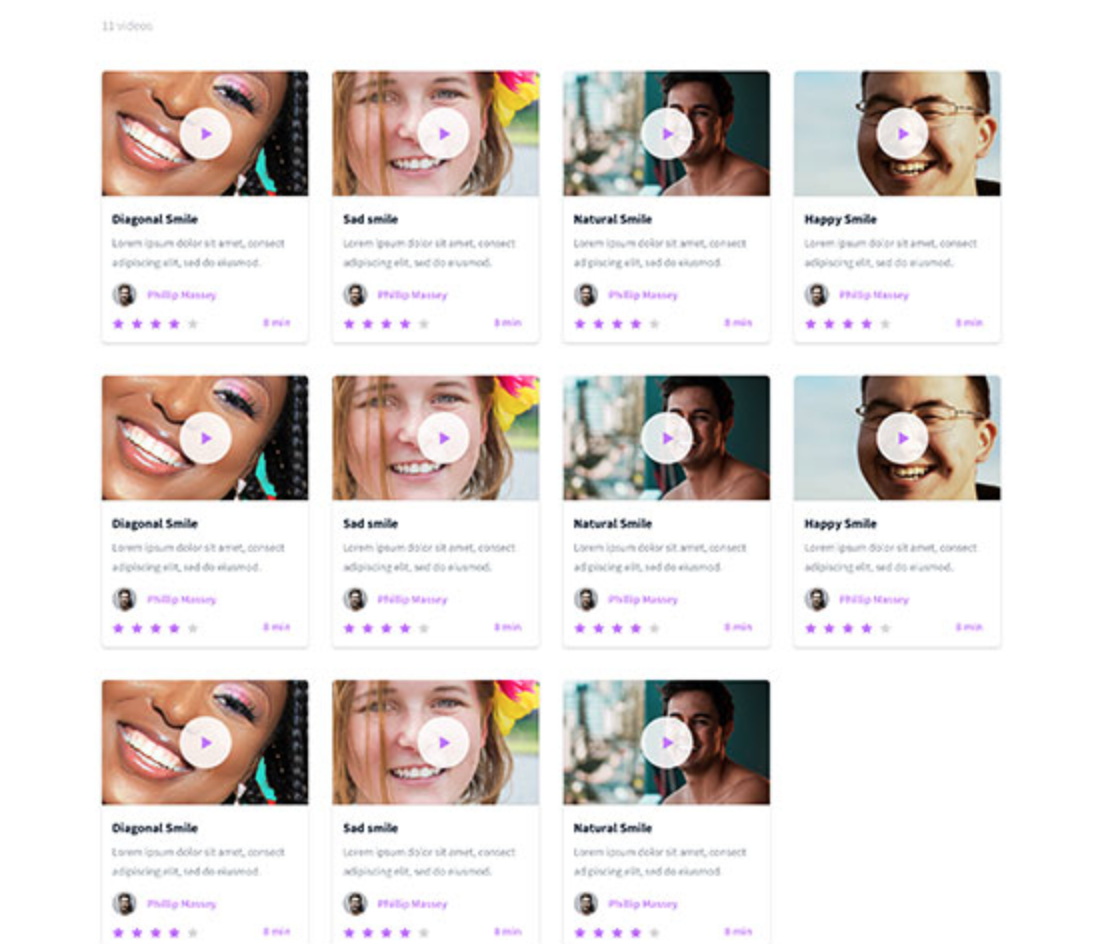 11 videos
Diagonal Smile
Lorem ipsum dolor sit amet, consect
adipiscing elit, sed do eiusmod.
Phillip Massey
8 min
Sad smile
Lorem ipsum dolor sit amet, consect
adipiscing elit, sed do eiusmod.
Phillip Massey
8 min
Natural Smile
Lorem ipsum dolor sit amet, consect
adipiscing elit, sed do eiusmod.
Phillip Massey
8 min
Happy Smile
Lorem ipsum dolor sit amet, consect
adipiscing elit, sed do eiusmod.
Phillip Massey
8 min
Diagonal Smile
Lorem ipsum dolor sit amet, consect
adipiscing elit, sed do eiusmod.
Phillip Massey
8 min
Sad smile
Lorem ipsum dolor sit amet, consect
adipiscing elit, sed do eiusmod.
Phillip Massey
8 min
Natural Smile
Lorem ipsum dolor sit amet, consect
adipiscing elit, sed do eiusmod.
Phillip Massey
8 min
Happy Smile
Lorem ipsum dolor sit amet, consect
adipiscing elit, sed do eiusmod.
Phillip Massey
8 min
Diagonal Smile
Lorem ipsum dolor sit amet, consect
adipiscing elit, sed do eiusmod.
Phillip Massey
8 min
Sad smile
Lorem ipsum dolor sit amet, consect
adipiscing elit, sed do eiusmod.
Phillip Massey
8 min
Natural Smile
Lorem ipsum dolor sit amet, consect
adipiscing elit, sed do eiusmod.
Phillip Massey
8 min